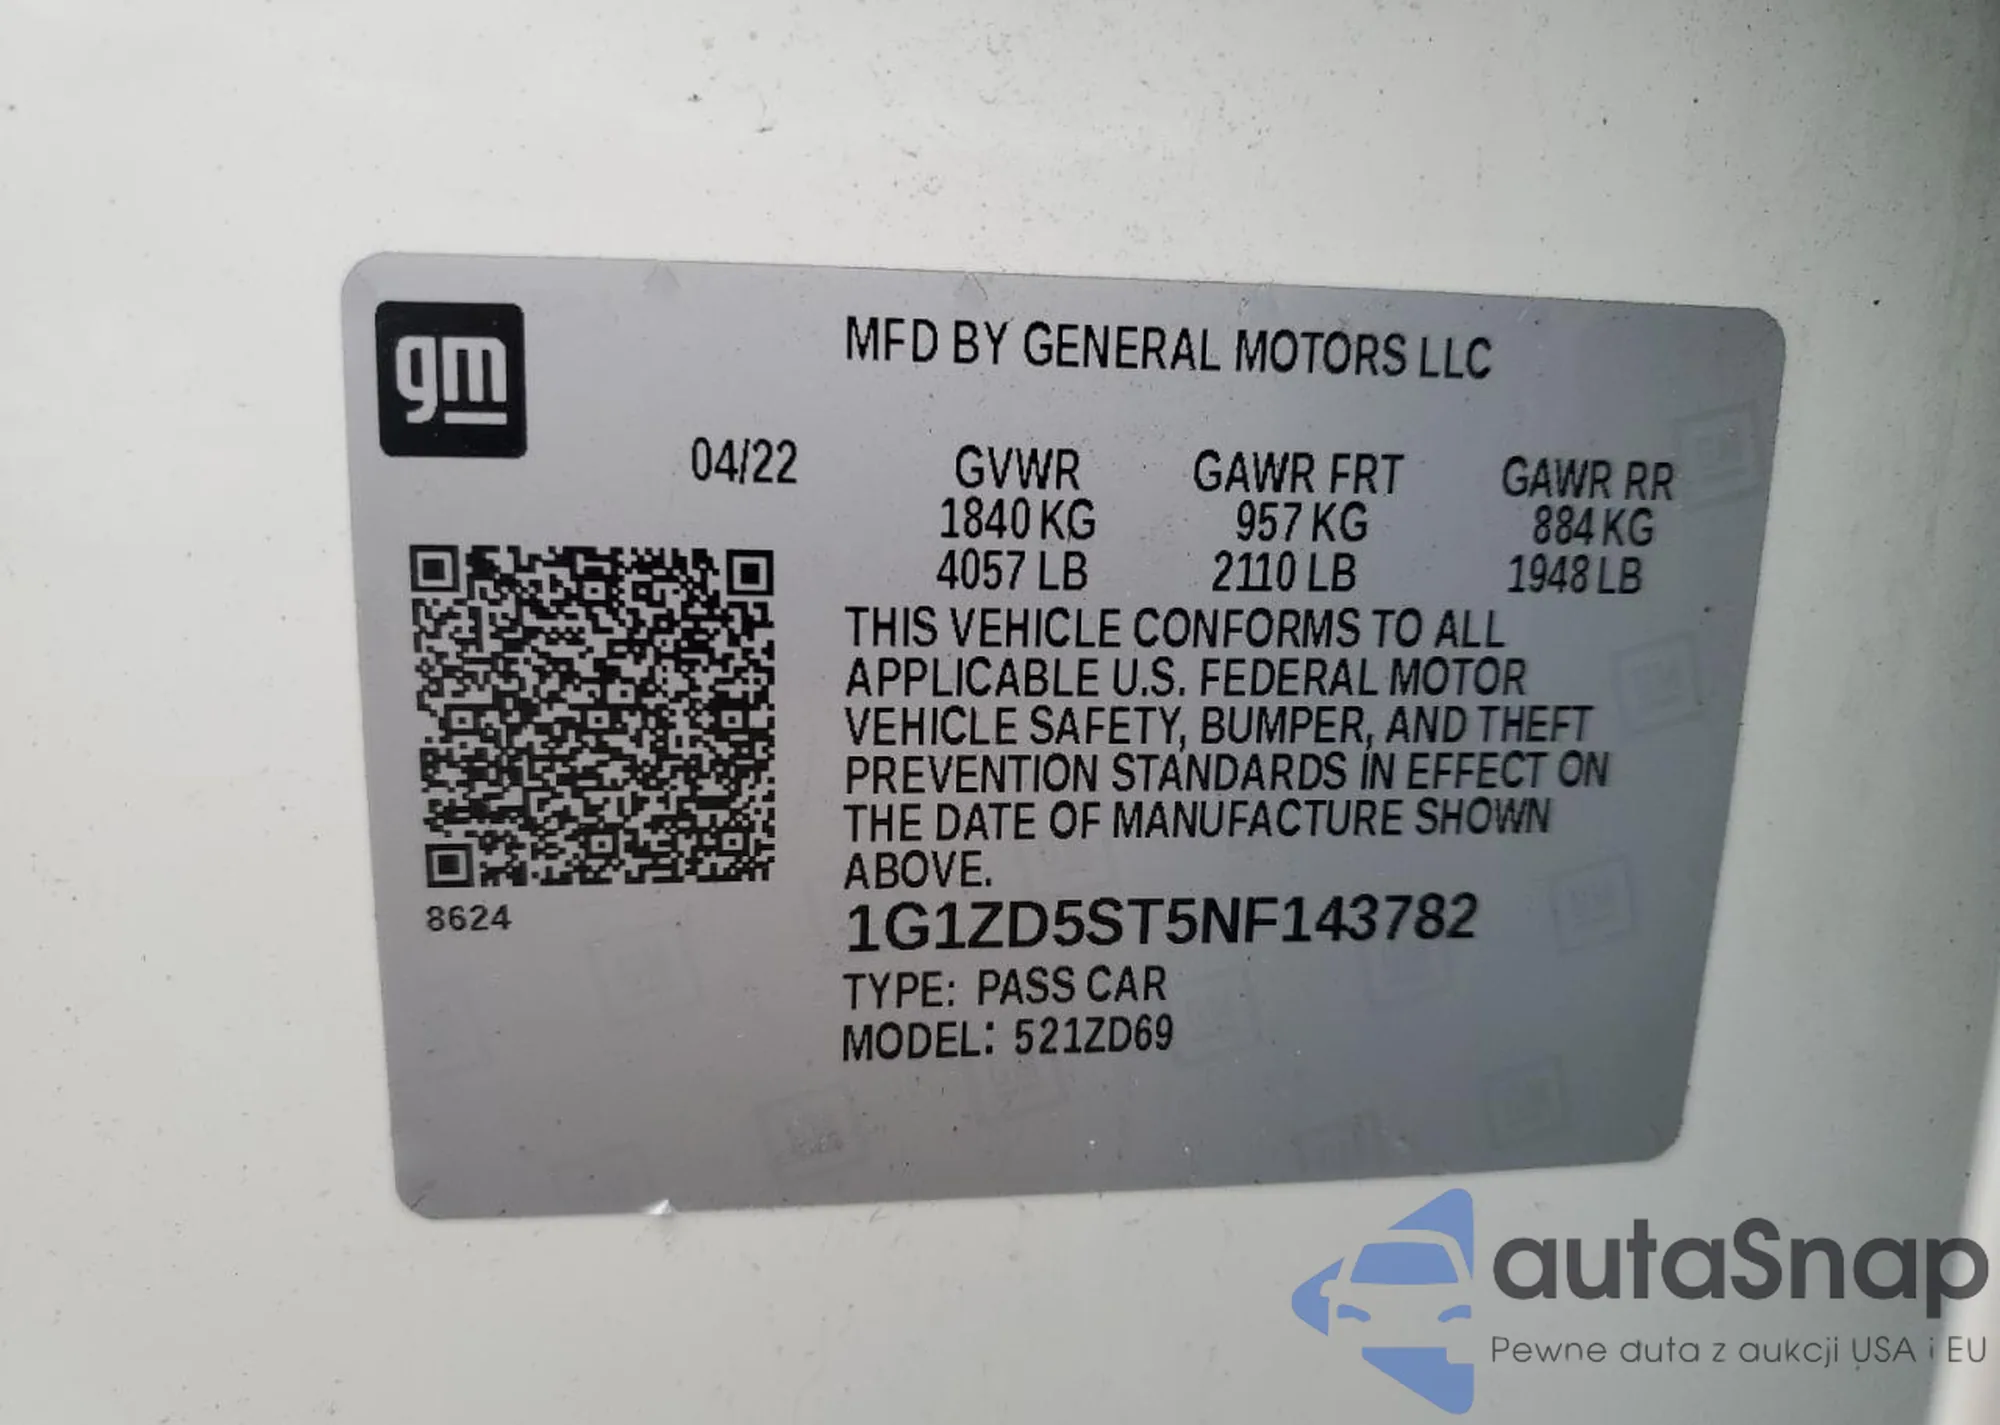 gm
MFD BY GENERAL MOTORS LLC
04/22
GVWR GAWR FRT GAWR RR
1840 KG 957 KG 884 KG
4057 LB 2110 LB 1948 LB
THIS VEHICLE CONFORMS TO ALL
APPLICABLE U.S. FEDERAL MOTOR
VEHICLE SAFETY, BUMPER, AND THEFT
PREVENTION STANDARDS IN EFFECT ON
THE DATE OF MANUFACTURE SHOWN
ABOVE.
8624
1G1ZD5ST5NF143782
TYPE: PASS CAR
MODEL: 521ZD69
autaSnap
Pewne duta z aukcji USA i EU